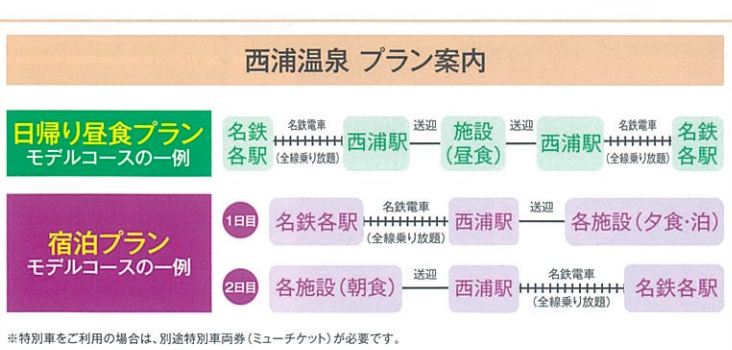 西浦温泉 プラン案内
日帰り昼食プラン
モデルコースの一例
名鉄
各駅
名鉄電車
(全線乗り放題)
西浦駅
送迎
施設
(昼食)
送迎
西浦駅
名鉄電車
(全線乗り放題)
名鉄
各駅
宿泊プラン
モデルコースの一例
1日目
名鉄各駅
名鉄電車
(全線乗り放題)
西浦駅
送迎
各施設(夕食・泊)
2日目
各施設(朝食)
送迎
西浦駅
名鉄電車
(全線乗り放題)
名鉄各駅
※特別車をご利用の場合は、別途特別車両券(ミューチケット)が必要です。